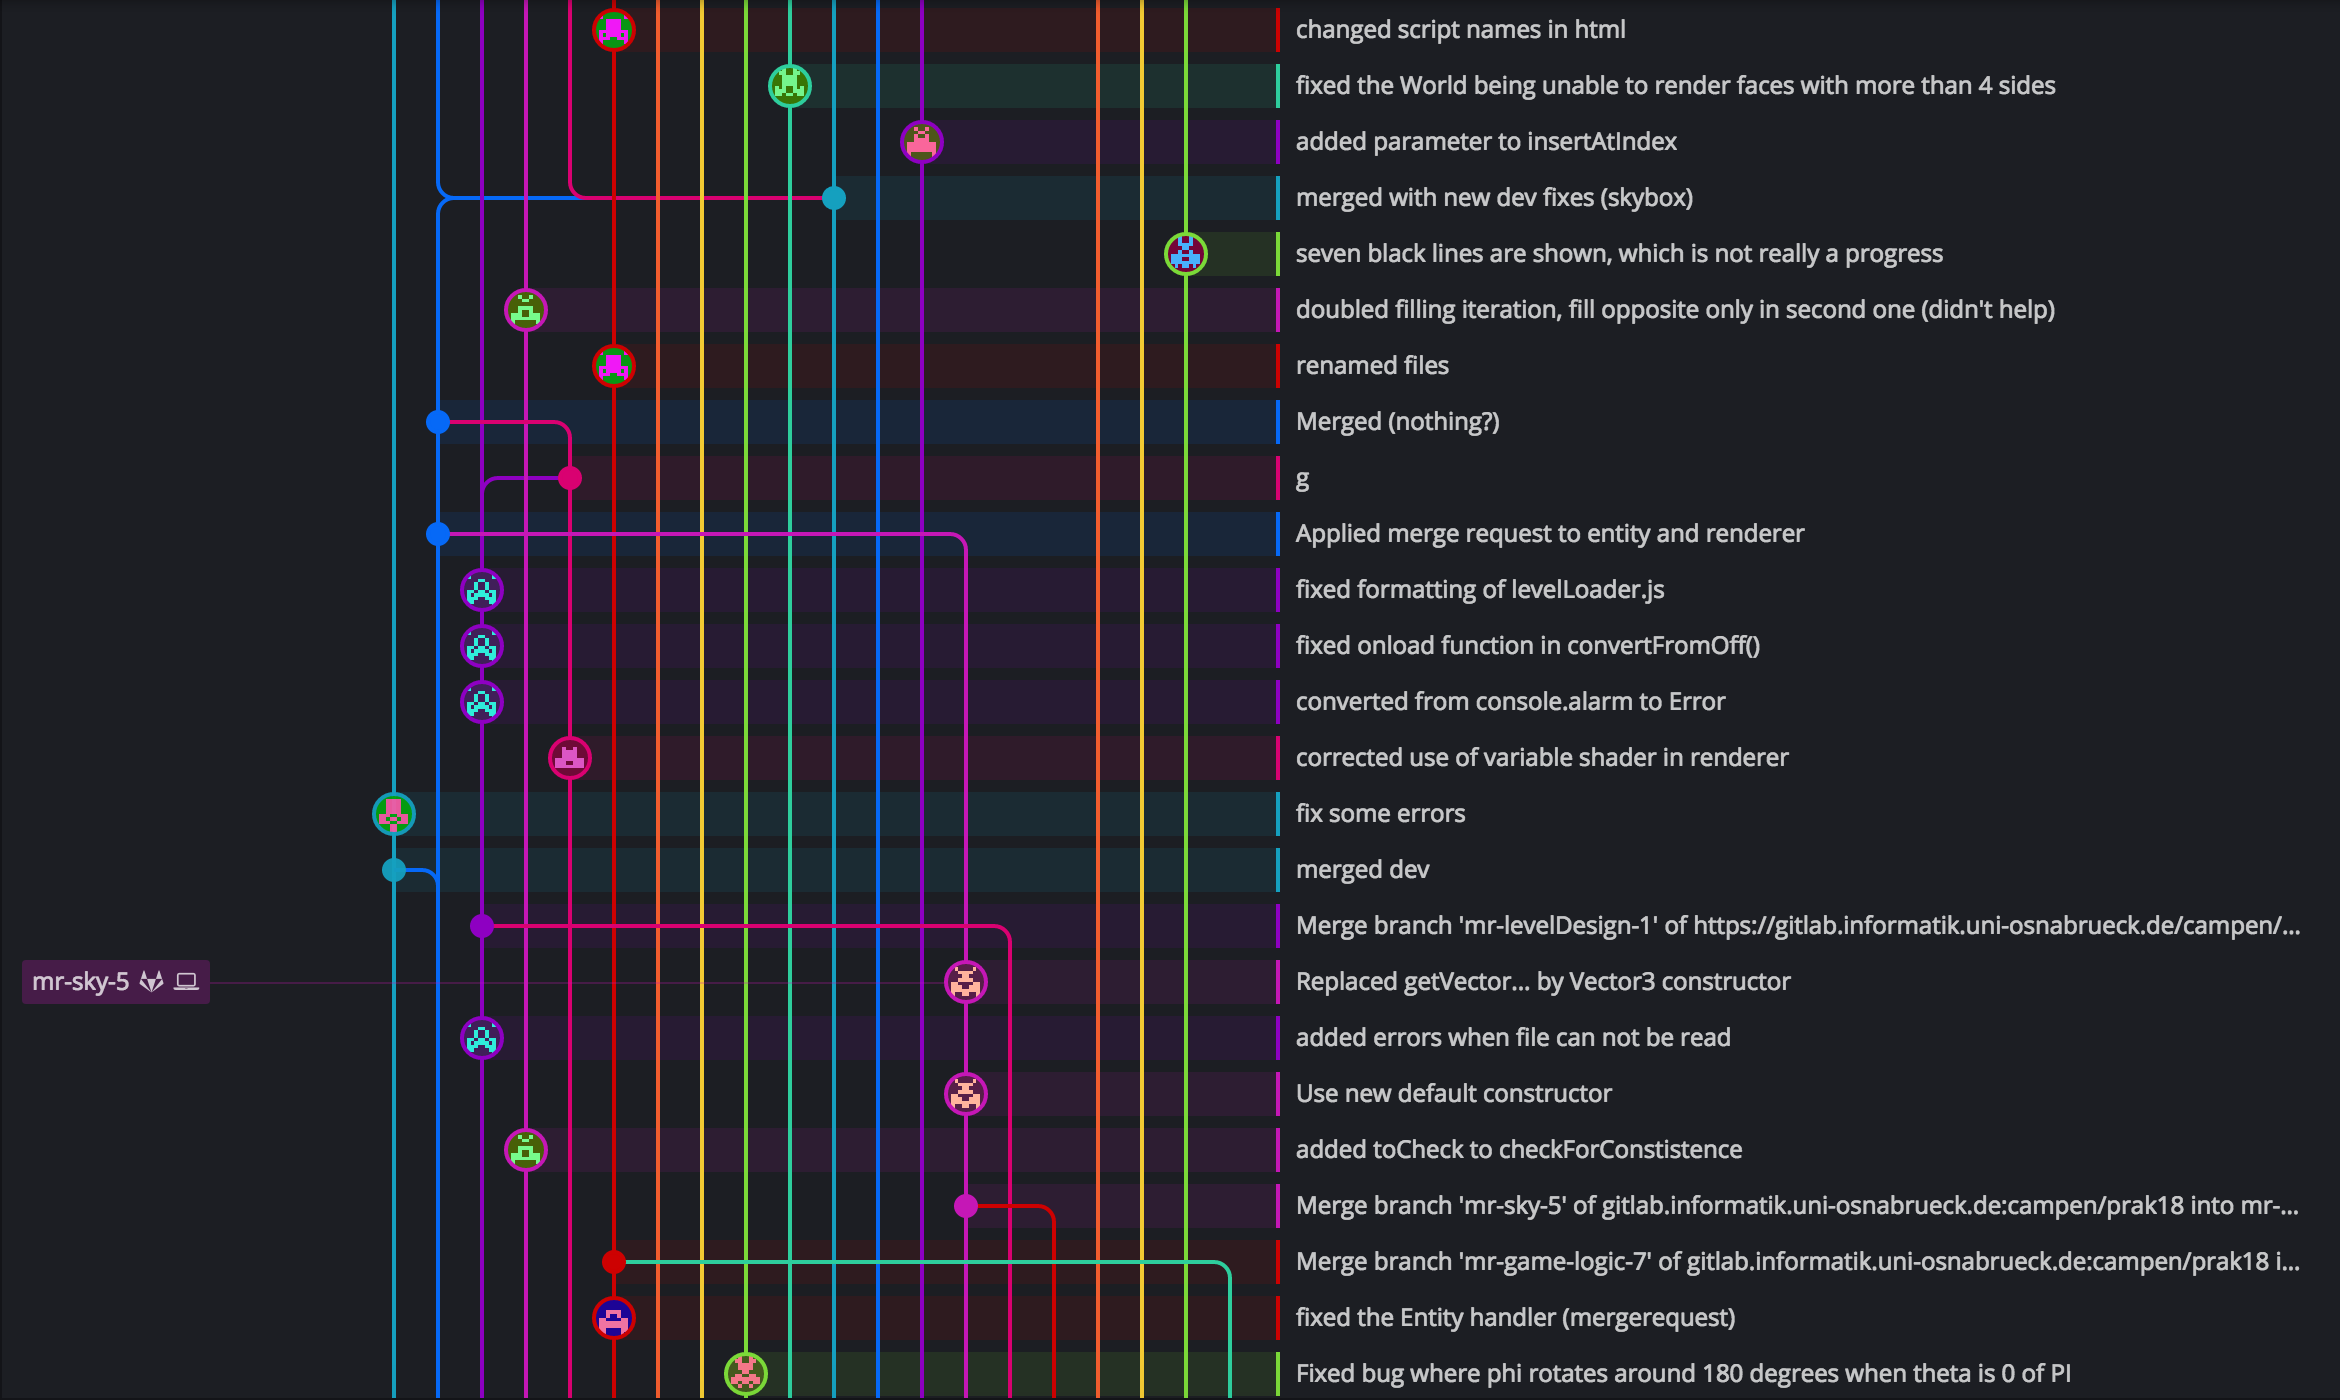 changed script names in html
fixed the World being unable to render faces with more than 4 sides
added parameter to insertAtIndex
merged with new dev fixes (skybox)
seven black lines are shown, which is not really a progress
doubled filling iteration, fill opposite only in second one (didn't help)
renamed files
Merged (nothing?)
g
Applied merge request to entity and renderer
fixed formatting of levelLoader.js
fixed onload function in convertFromOff()
converted from console.alarm to Error
corrected use of variable shader in renderer
fix some errors
merged dev
Merge branch 'mr-levelDesign-1' of https://gitlab.informatik.uni-osnabrueck.de/campen/...
mr-sky-5
Replaced getVector... by Vector3 constructor
added errors when file can not be read
Use new default constructor
added toCheck to checkForConstistence
Merge branch 'mr-sky-5' of gitlab.informatik.uni-osnabrueck.de:campen/prak18 into mr-...
Merge branch 'mr-game-logic-7' of gitlab.informatik.uni-osnabrueck.de:campen/prak18 i...
fixed the Entity handler (mergerequest)
Fixed bug where phi rotates around 180 degrees when theta is 0 of PI